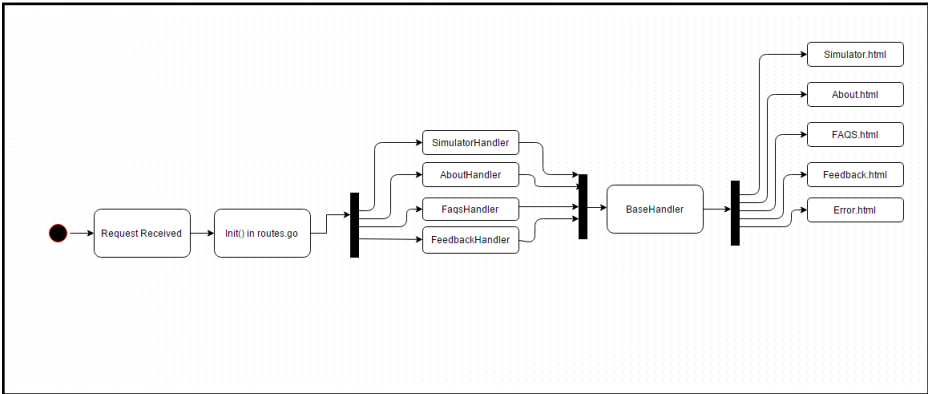 Request Received
Init() in routes.go
SimulatorHandler
AboutHandler
FaqsHandler
FeedbackHandler
BaseHandler
Simulator.html
About.html
FAQS.html
Feedback.html
Error.html